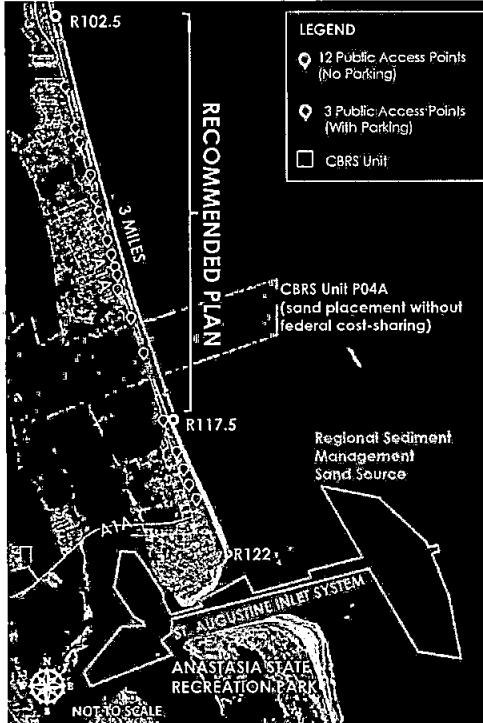 R102.5
LEGEND
12 Public Access Points
(No Parking)
3 Public Access Points
(With Parking)
CBRS Unit
RECOMMENDED PLAN
3 MILES
A1A
CBRS Unit P04A
(sand placement without
federal cost-sharing)
R117.5
Regional Sediment
Management
Sand Source
A1A
R122
ST. AUGUSTINE INLET SYSTEM
ANASTASIA STATE
RECREATION PARK
N
E
NOT TO SCALE